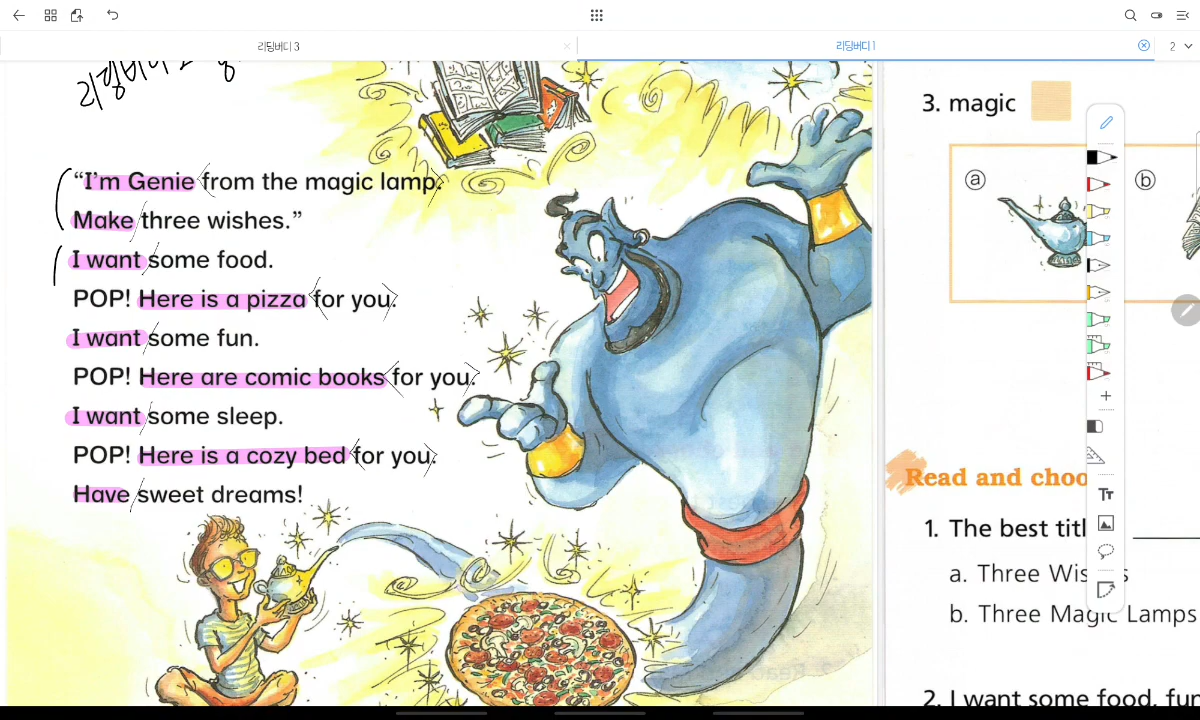 리딩버디 3
리딩버디 1
2
"I'm Genie from the magic lamp.
Make three wishes."
I want some food.
POP! Here is a pizza for you.
I want some fun.
POP! Here are comic books for you.
I want some sleep.
POP! Here is a cozy bed for you.
Have sweet dreams!
3. magic
ⓐ
ⓑ
Tт
Read and choo
1. The best titl
a. Three Wis s
b. Three Magic Lamps
2. I want some food, fun